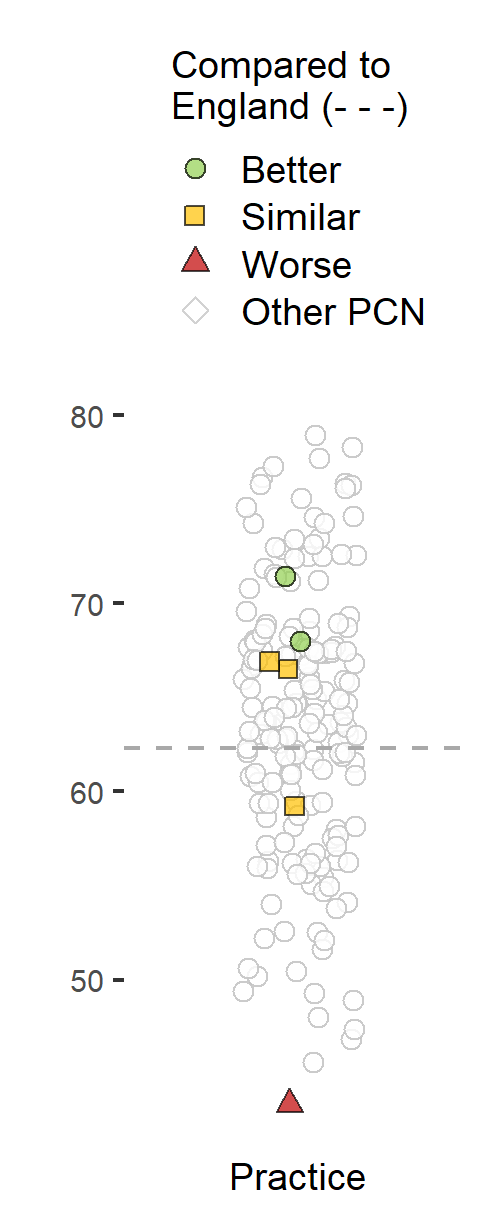 Compared to
England (- - -)
Better
Similar
Worse
Other PCN
80
70
60
50
Practice